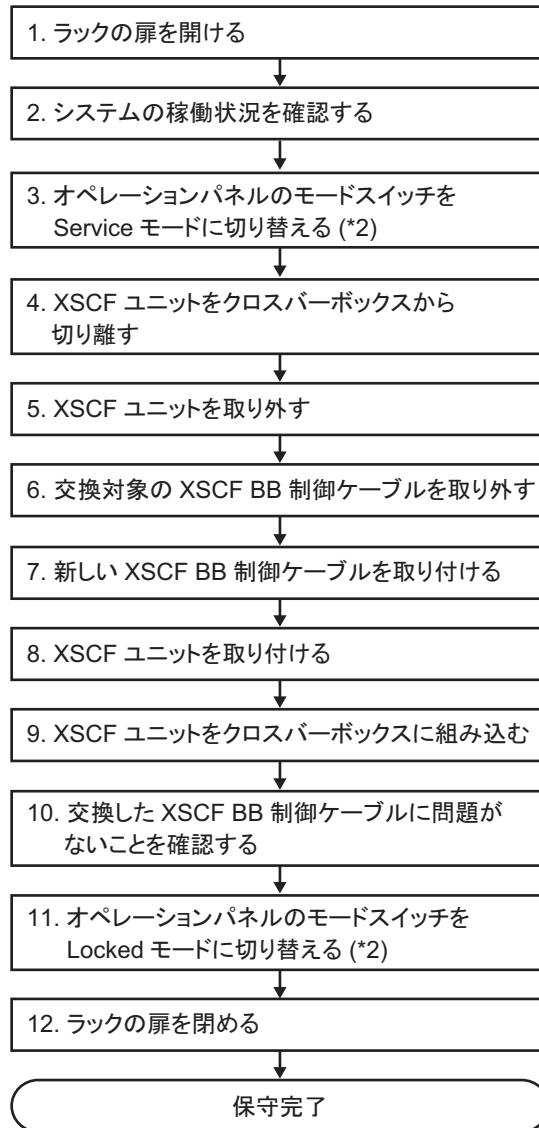 1. ラックの扉を開ける
2. システムの稼働状況を確認する
3. オペレーションパネルのモードスイッチを
Service モードに切り替える (*2)
4. XSCF ユニットをクロスバーボックスから
切り離す
5. XSCF ユニットを取り外す
6. 交換対象の XSCF BB 制御ケーブルを取り外す
7. 新しい XSCF BB 制御ケーブルを取り付ける
8. XSCF ユニットを取り付ける
9. XSCF ユニットをクロスバーボックスに組み込む
10. 交換した XSCF BB 制御ケーブルに問題が
ないことを確認する
11. オペレーションパネルのモードスイッチを
Locked モードに切り替える (*2)
12. ラックの扉を閉める
保守完了